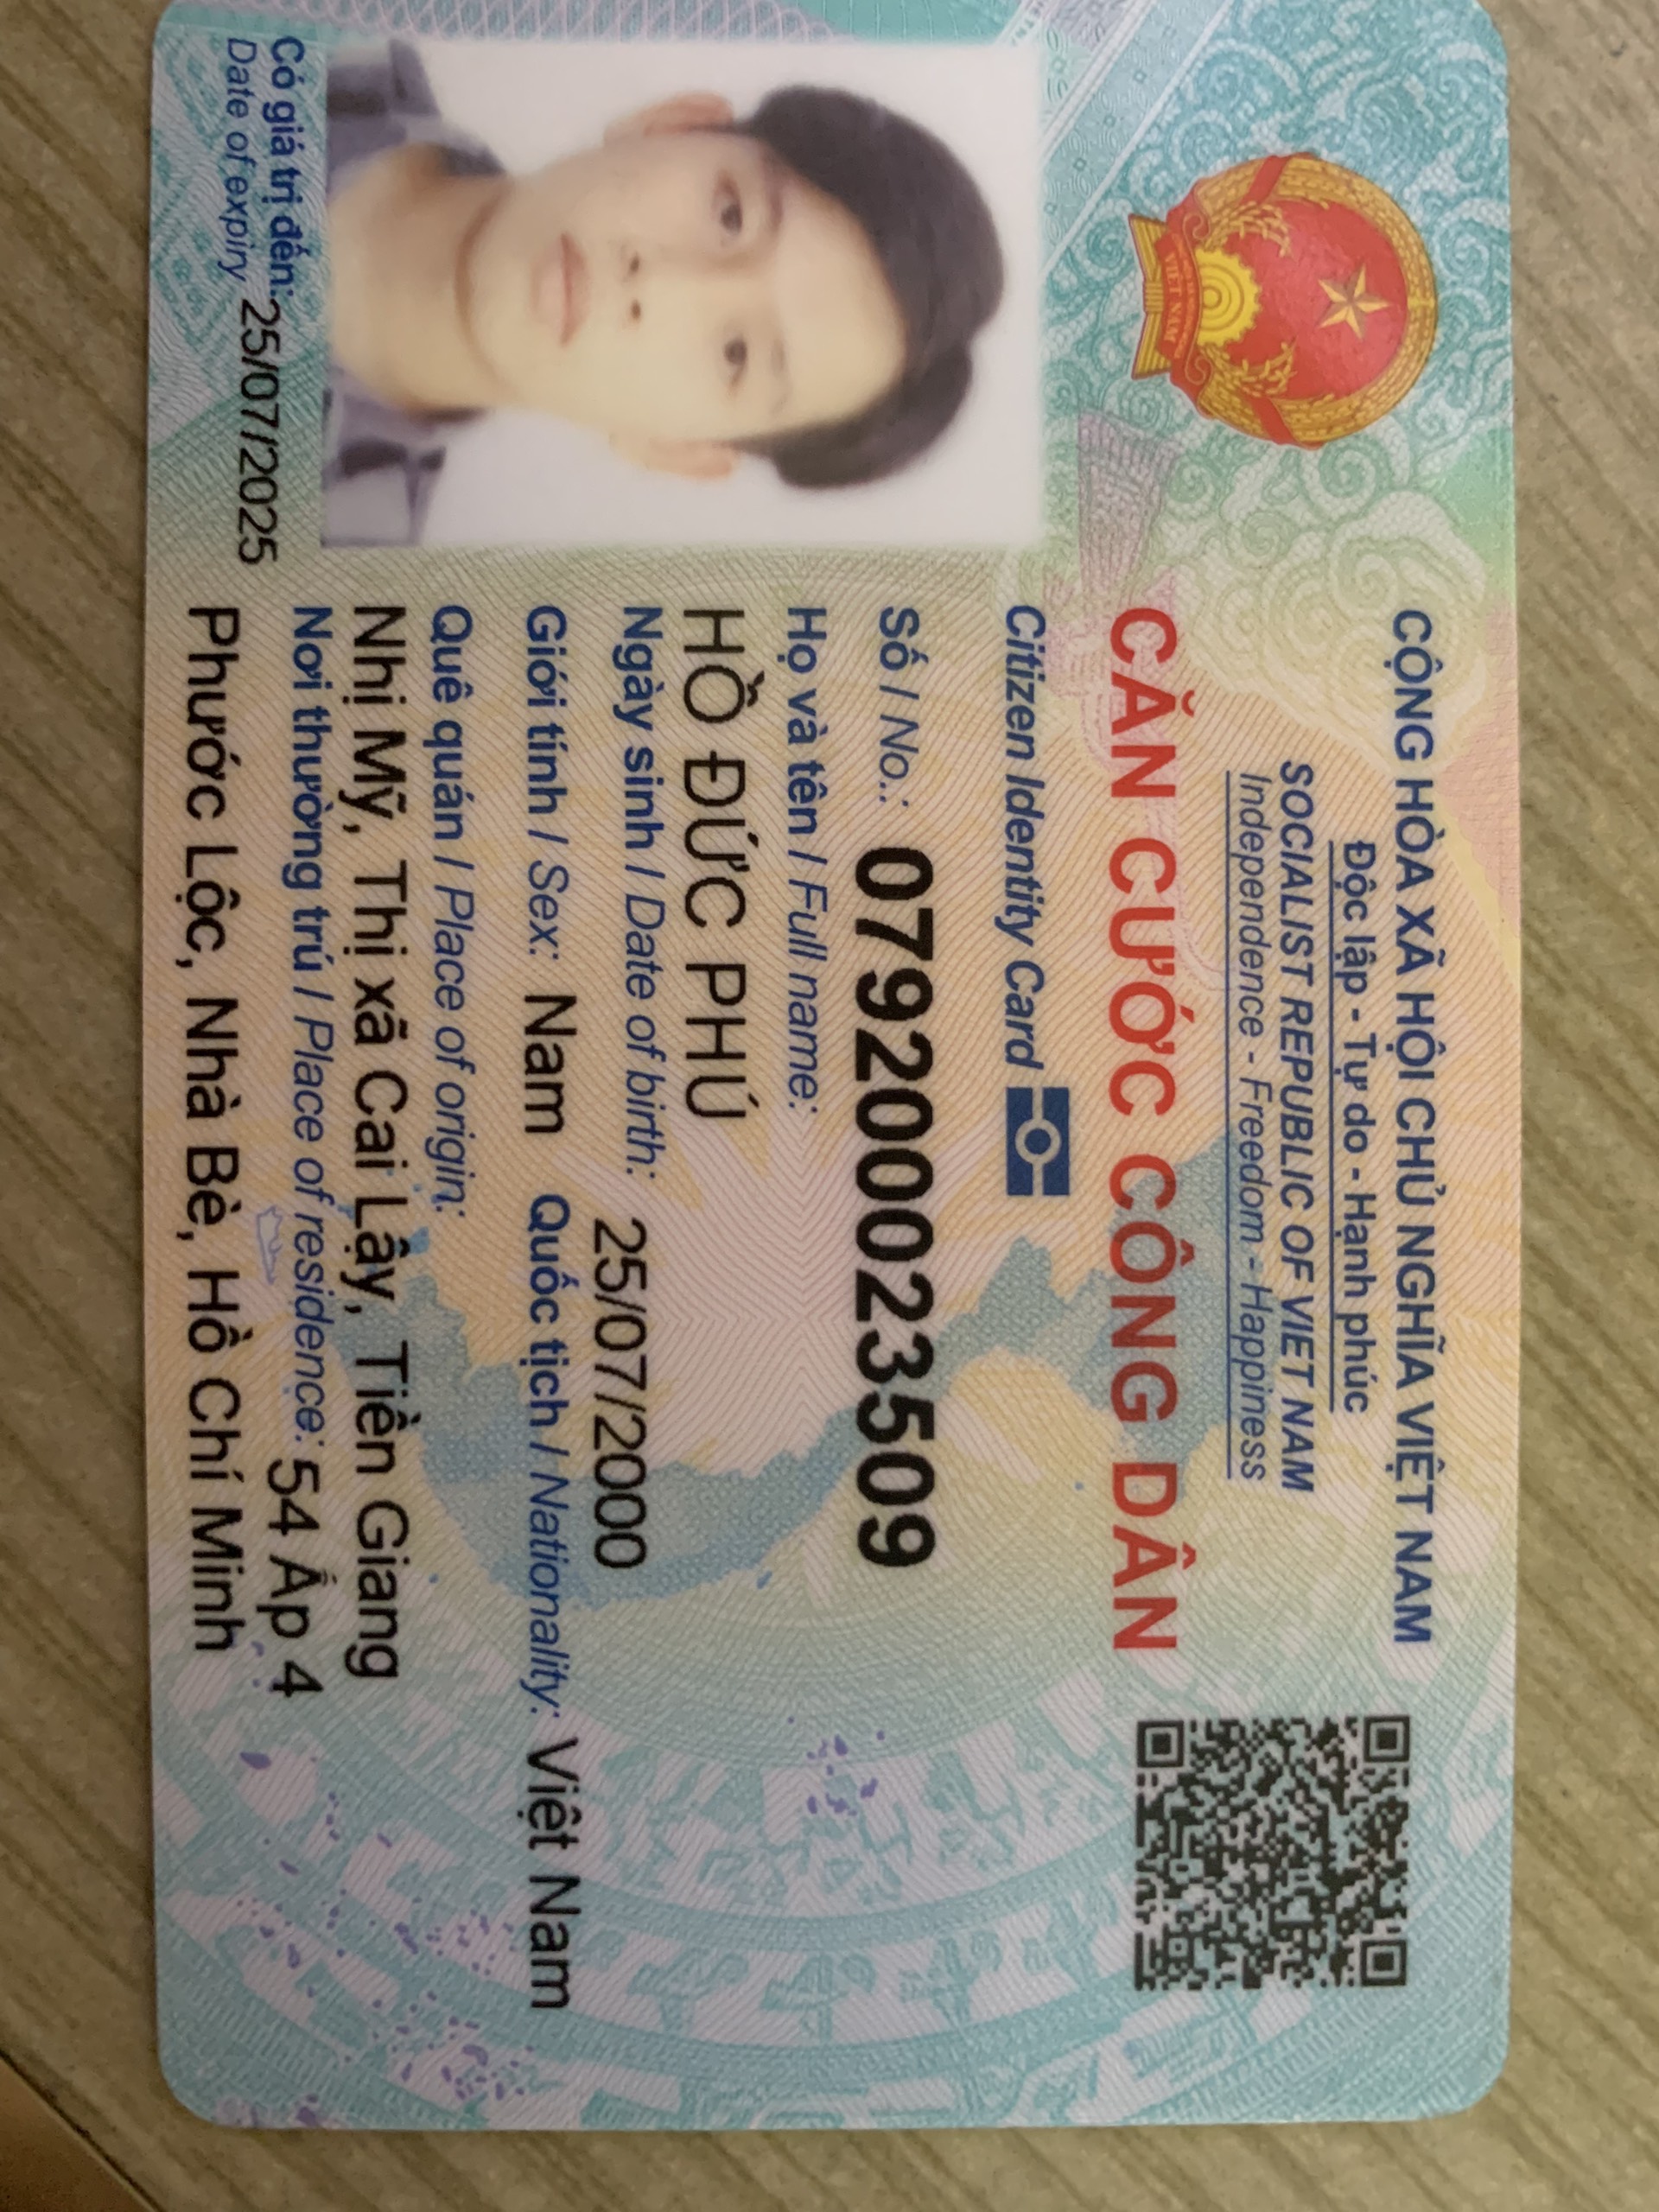 CỘNG HÒA XÃ HỘI CHỦ NGHĨA VIỆT NAM
Độc lập - Tự do - Hạnh phúc
SOCIALIST REPUBLIC OF VIET NAM
Independence - Freedom - Happiness
CĂN CƯỚC CÔNG DÂN
Citizen Identity Card
Số / No.: 079200023509
Họ và tên / Full name:
HỒ ĐỨC PHÚ
Ngày sinh / Date of birth: 25/07/2000
Giới tính / Sex: Nam Quốc tịch / Nationality: Việt Nam
Quê quán / Place of origin:
Nhị Mỹ, Thị xã Cai Lậy, Tiền Giang
Nơi thường trú / Place of residence: 54 Ấp 4
Phước Lộc, Nhà Bè, Hồ Chí Minh
Có giá trị đến: 25/07/2025
Date of expiry
VIỆT NAM